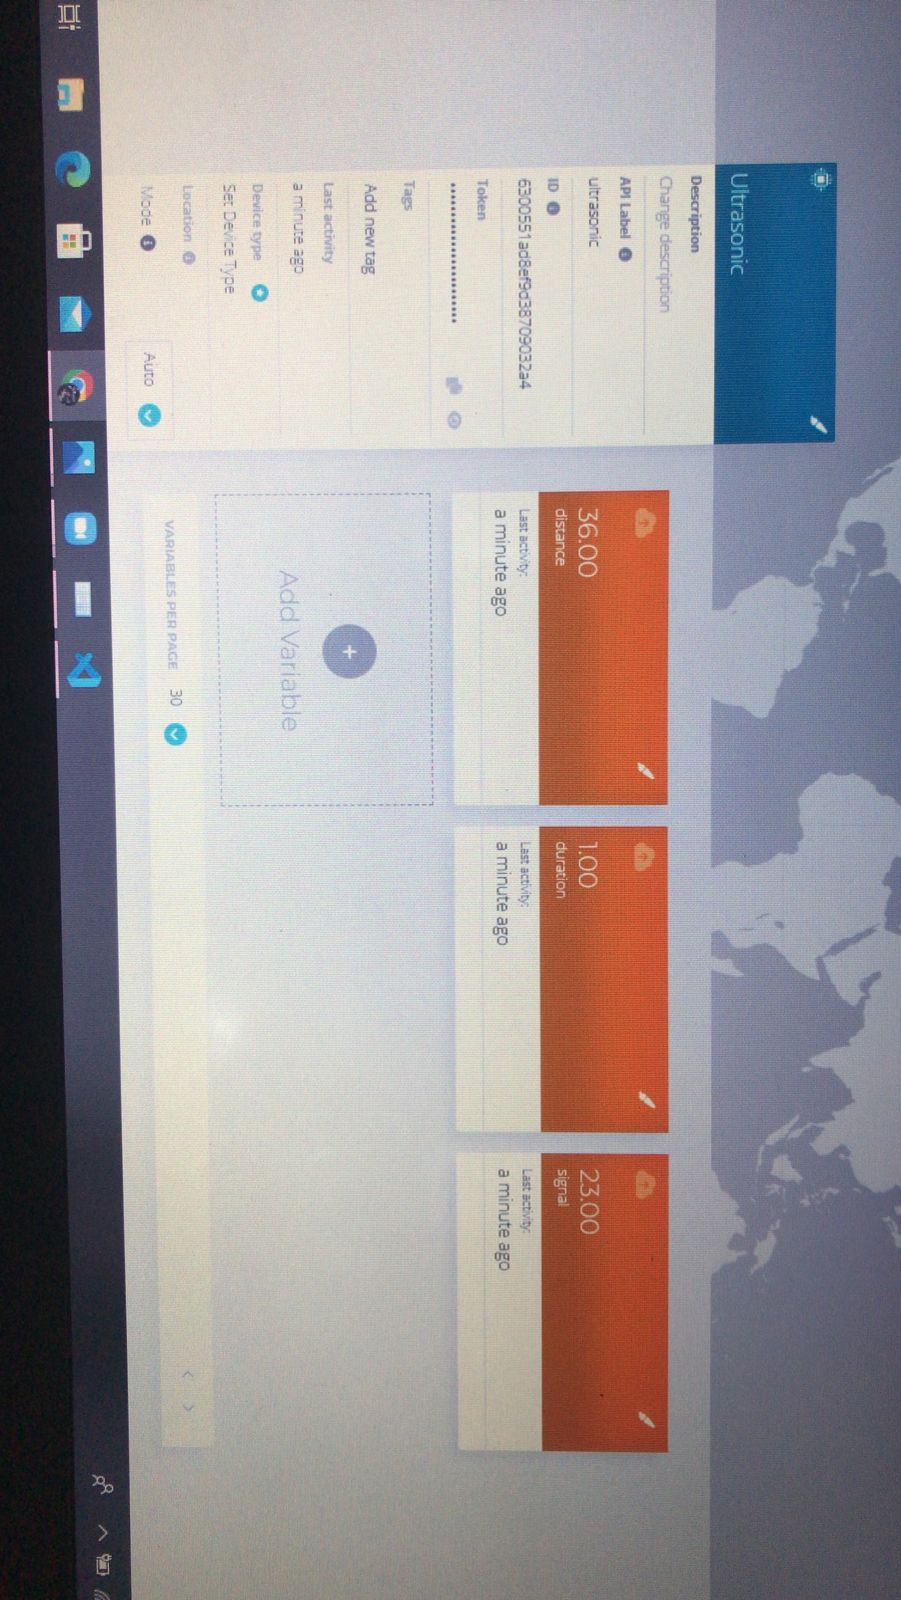 Ultrasonic
Description
Change description
API Label
ultrasonic
ID
6300551ad8ef9d38709032a4
Token
Tags
Add new tag
Last activity
a minute ago
Device type
Set Device Type
Location
Mode
Auto
36.00
distance
Last activity:
a minute ago
1.00
duration
Last activity:
a minute ago
23.00
signal
Last activity:
a minute ago
Add Variable
VARIABLES PER PAGE 30